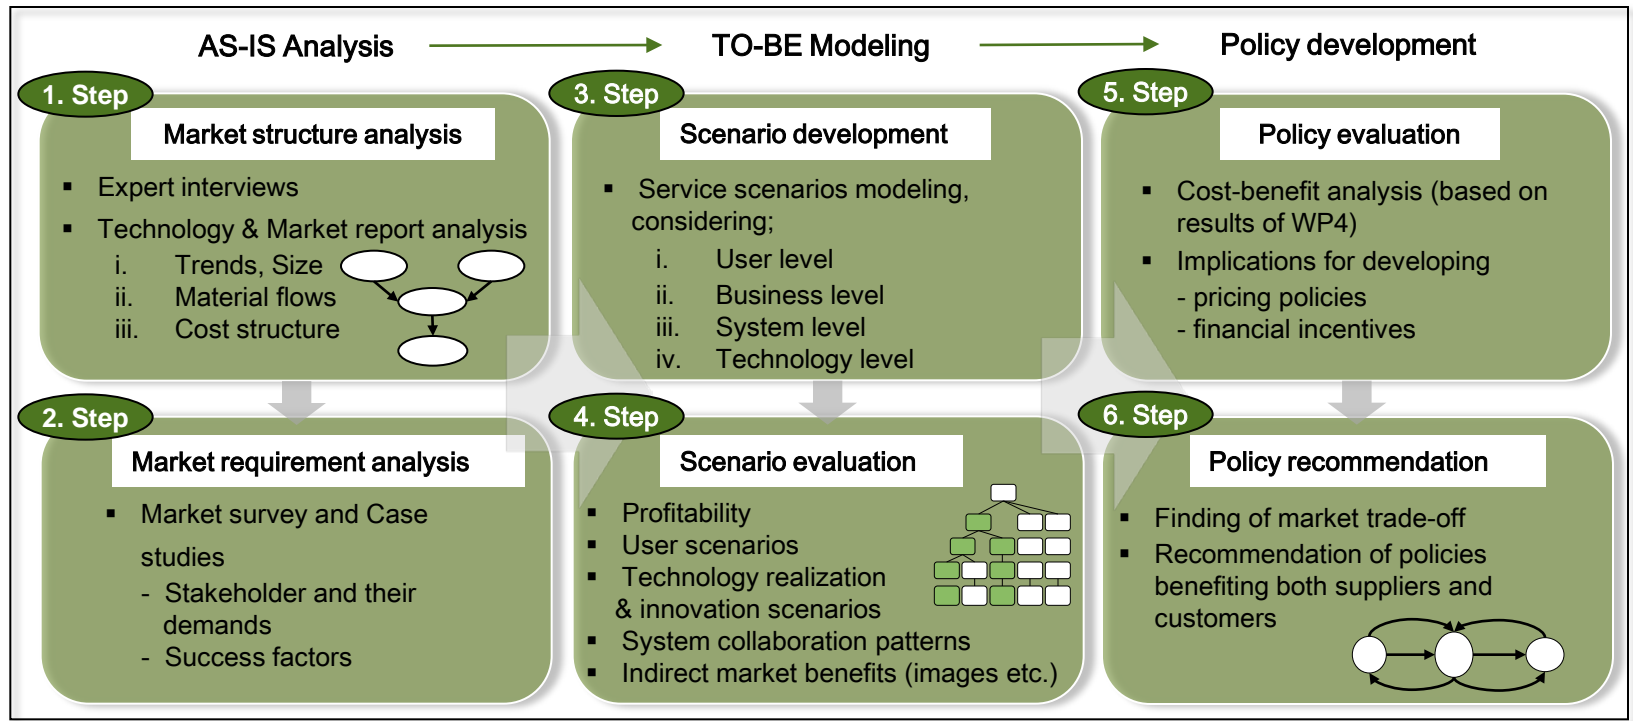 AS-IS Analysis
TO-BE Modeling
Policy development
1. Step
Market structure analysis
▪ Expert interviews
▪ Technology & Market report analysis
i. Trends, Size
ii. Material flows
iii. Cost structure
2. Step
Market requirement analysis
▪ Market survey and Case
studies
- Stakeholder and their
demands
- Success factors
3. Step
Scenario development
▪ Service scenarios modeling,
considering;
i. User level
ii. Business level
iii. System level
iv. Technology level
4. Step
Scenario evaluation
▪ Profitability
▪ User scenarios
▪ Technology realization
& innovation scenarios
▪ System collaboration patterns
▪ Indirect market benefits (images etc.)
5. Step
Policy evaluation
▪ Cost-benefit analysis (based on
results of WP4)
▪ Implications for developing
- pricing policies
- financial incentives
6. Step
Policy recommendation
▪ Finding of market trade-off
▪ Recommendation of policies
benefiting both suppliers and
customers